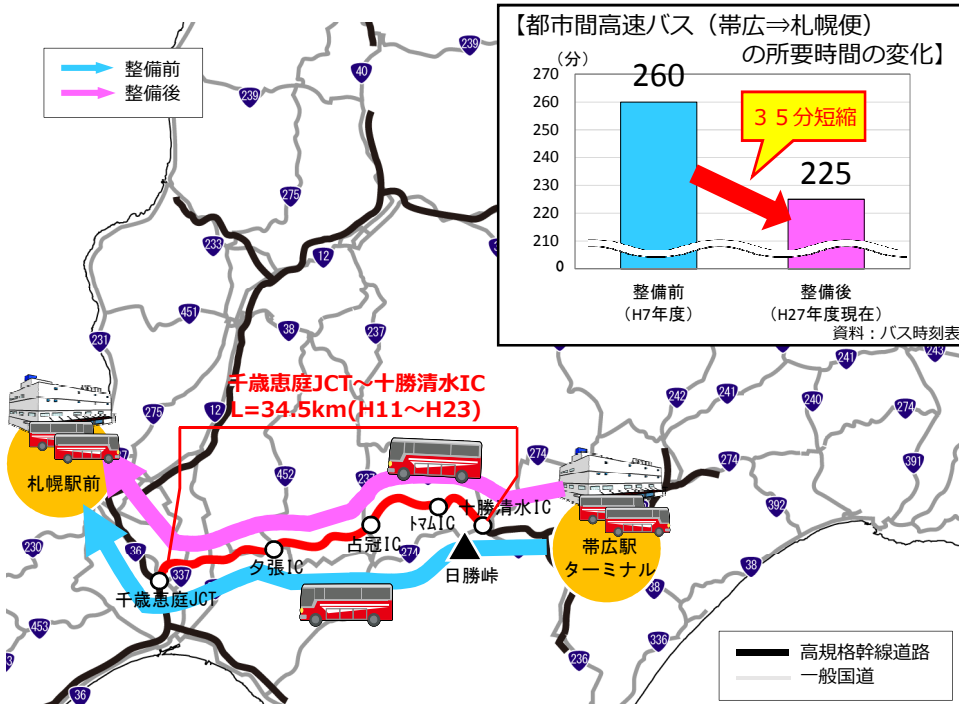 整備前
整備後
【都市間高速バス（帯広⇒札幌便）
の所要時間の変化】
（分）
270
260
250
240
230
220
210
0
260
225
３５分短縮
整備前
（H7年度）
整備後
（H27年度現在）
資料：バス時刻表
239
40
239
275
233
12
451
38
237
231
275
12
千歳恵庭JCT～十勝清水IC
L=34.5km(H11～H23)
241
241
243
242
240
274
274
274
391
452
237
392
札幌駅前
十勝清水IC
ﾄﾏﾑIC
占冠IC
274
夕張IC
日勝峠
帯広駅
ターミナル
230
36
337
千歳恵庭JCT
38
38
453
336
236
36
高規格幹線道路
一般国道